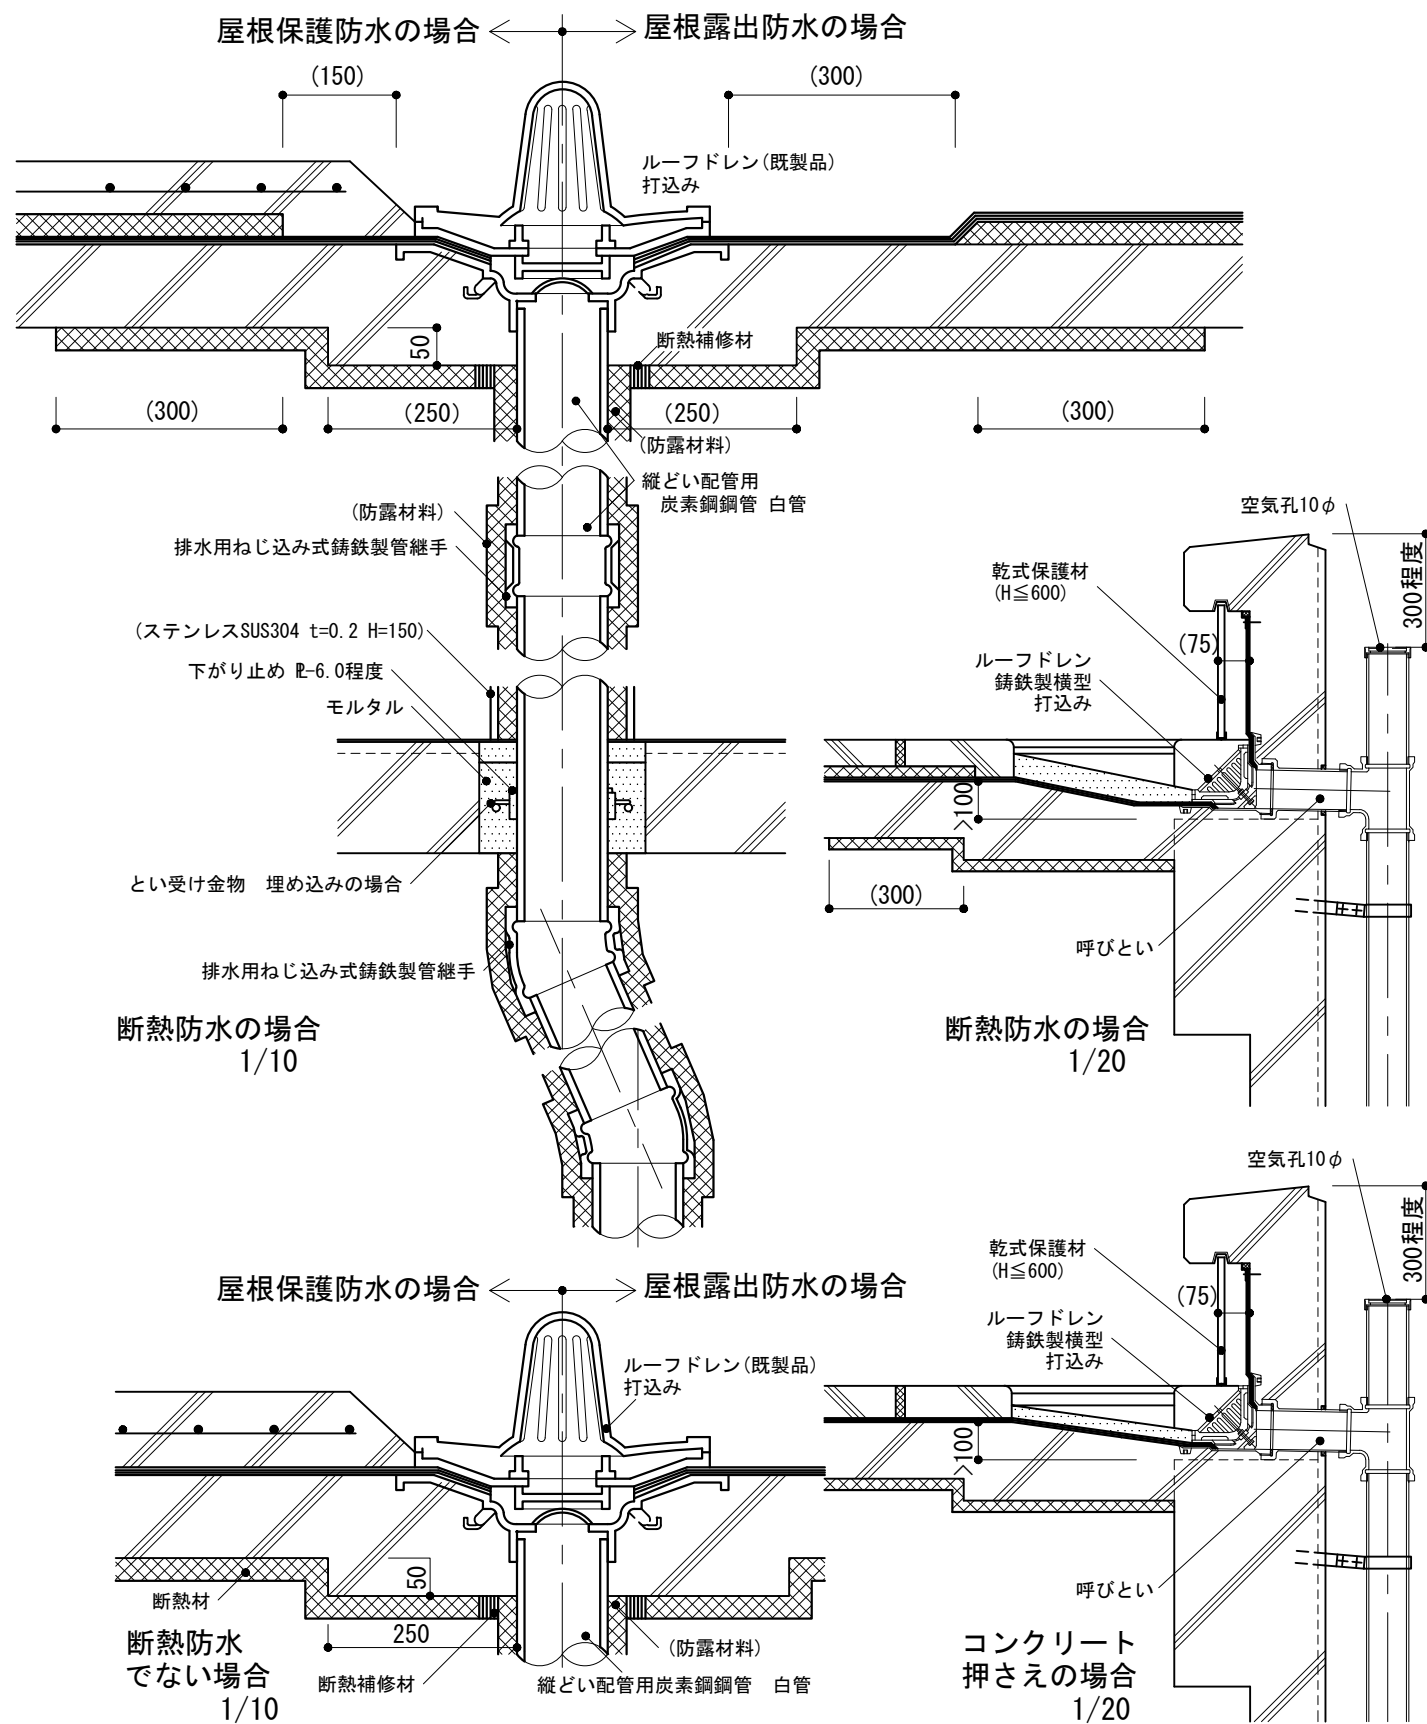 屋根保護防水の場合
屋根露出防水の場合
(150)
(300)
ルーフドレン(既製品)
打込み
50
断熱補修材
(300)
(250)
(250)
(300)
(防露材料)
縦どい配管用
炭素鋼鋼管 白管
(防露材料)
排水用ねじ込み式鋳鉄製管継手
(ステンレスSUS304 t=0.2 H=150)
下がり止め PL-6.0程度
モルタル
とい受け金物 埋め込みの場合
排水用ねじ込み式鋳鉄製管継手
断熱防水の場合
1/10
空気孔10φ
300程度
乾式保護材
(H≦600)
(75)
ルーフドレン
鋳鉄製横型
打込み
>100
(300)
呼びとい
断熱防水の場合
1/20
屋根保護防水の場合
屋根露出防水の場合
ルーフドレン(既製品)
打込み
50
断熱材
250
(防露材料)
断熱補修材
縦どい配管用炭素鋼鋼管 白管
断熱防水
でない場合
1/10
空気孔10φ
300程度
乾式保護材
(H≦600)
(75)
ルーフドレン
鋳鉄製横型
打込み
>100
呼びとい
コンクリート
押さえの場合
1/20